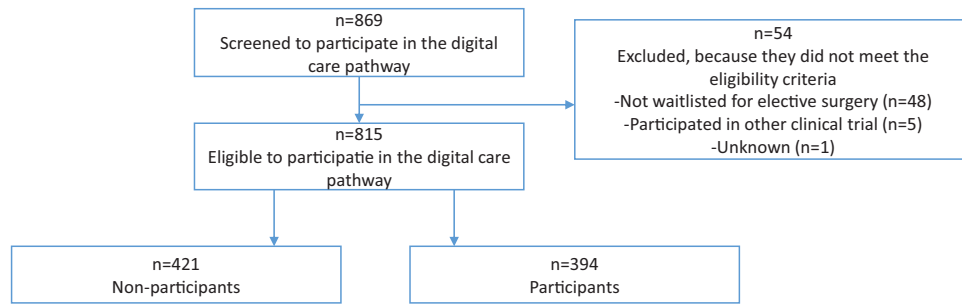 n=869
Screened to participate in the digital
care pathway
n=54
Excluded, because they did not meet the
eligibility criteria
-Not waitlisted for elective surgery (n=48)
-Participated in other clinical trial (n=5)
-Unknown (n=1)
n=815
Eligible to participatie in the digital care
pathway
n=421
Non-participants
n=394
Participants